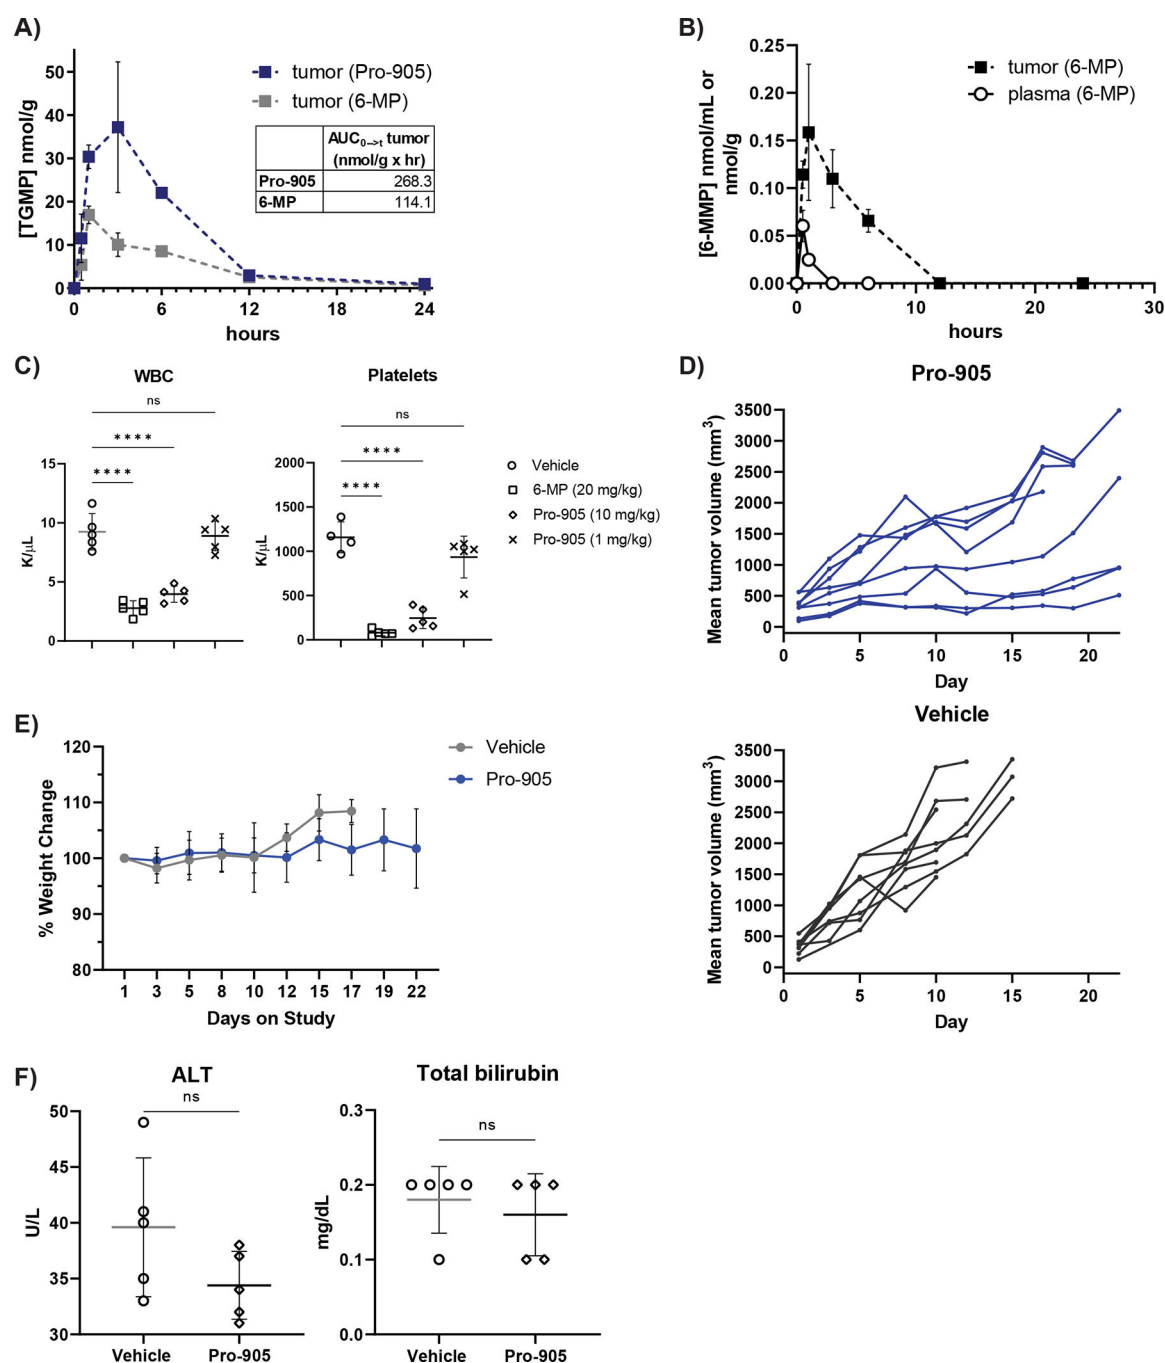 A)
[TGMP] nmol/g
50
40
30
20
10
0
0 6 12 18 24
hours
tumor (Pro-905)
tumor (6-MP)
AUC0-->t tumor
(nmol/g x hr)
Pro-905 268.3
6-MP 114.1
B)
[6-MMP] nmol/mL or
nmol/g
0.25
0.20
0.15
0.10
0.05
0.00
0 10 20 30
hours
tumor (6-MP)
plasma (6-MP)
C)
WBC
ns
****
****
K/μL
15
10
5
0
Platelets
ns
****
****
K/μL
2000
1500
1000
500
0
Vehicle
6-MP (20 mg/kg)
Pro-905 (10 mg/kg)
Pro-905 (1 mg/kg)
D)
Pro-905
Mean tumor volume (mm3)
3500
3000
2500
2000
1500
1000
500
0
0 5 10 15 20
Day
Vehicle
Mean tumor volume (mm3)
3500
3000
2500
2000
1500
1000
500
0
0 5 10 15 20
Day
E)
% Weight Change
120
110
100
90
80
1 3 5 8 10 12 15 17 19 22
Days on Study
Vehicle
Pro-905
F)
ALT
ns
U/L
50
45
40
35
30
Vehicle Pro-905
Total bilirubin
ns
mg/dL
0.3
0.2
0.1
0.0
Vehicle Pro-905